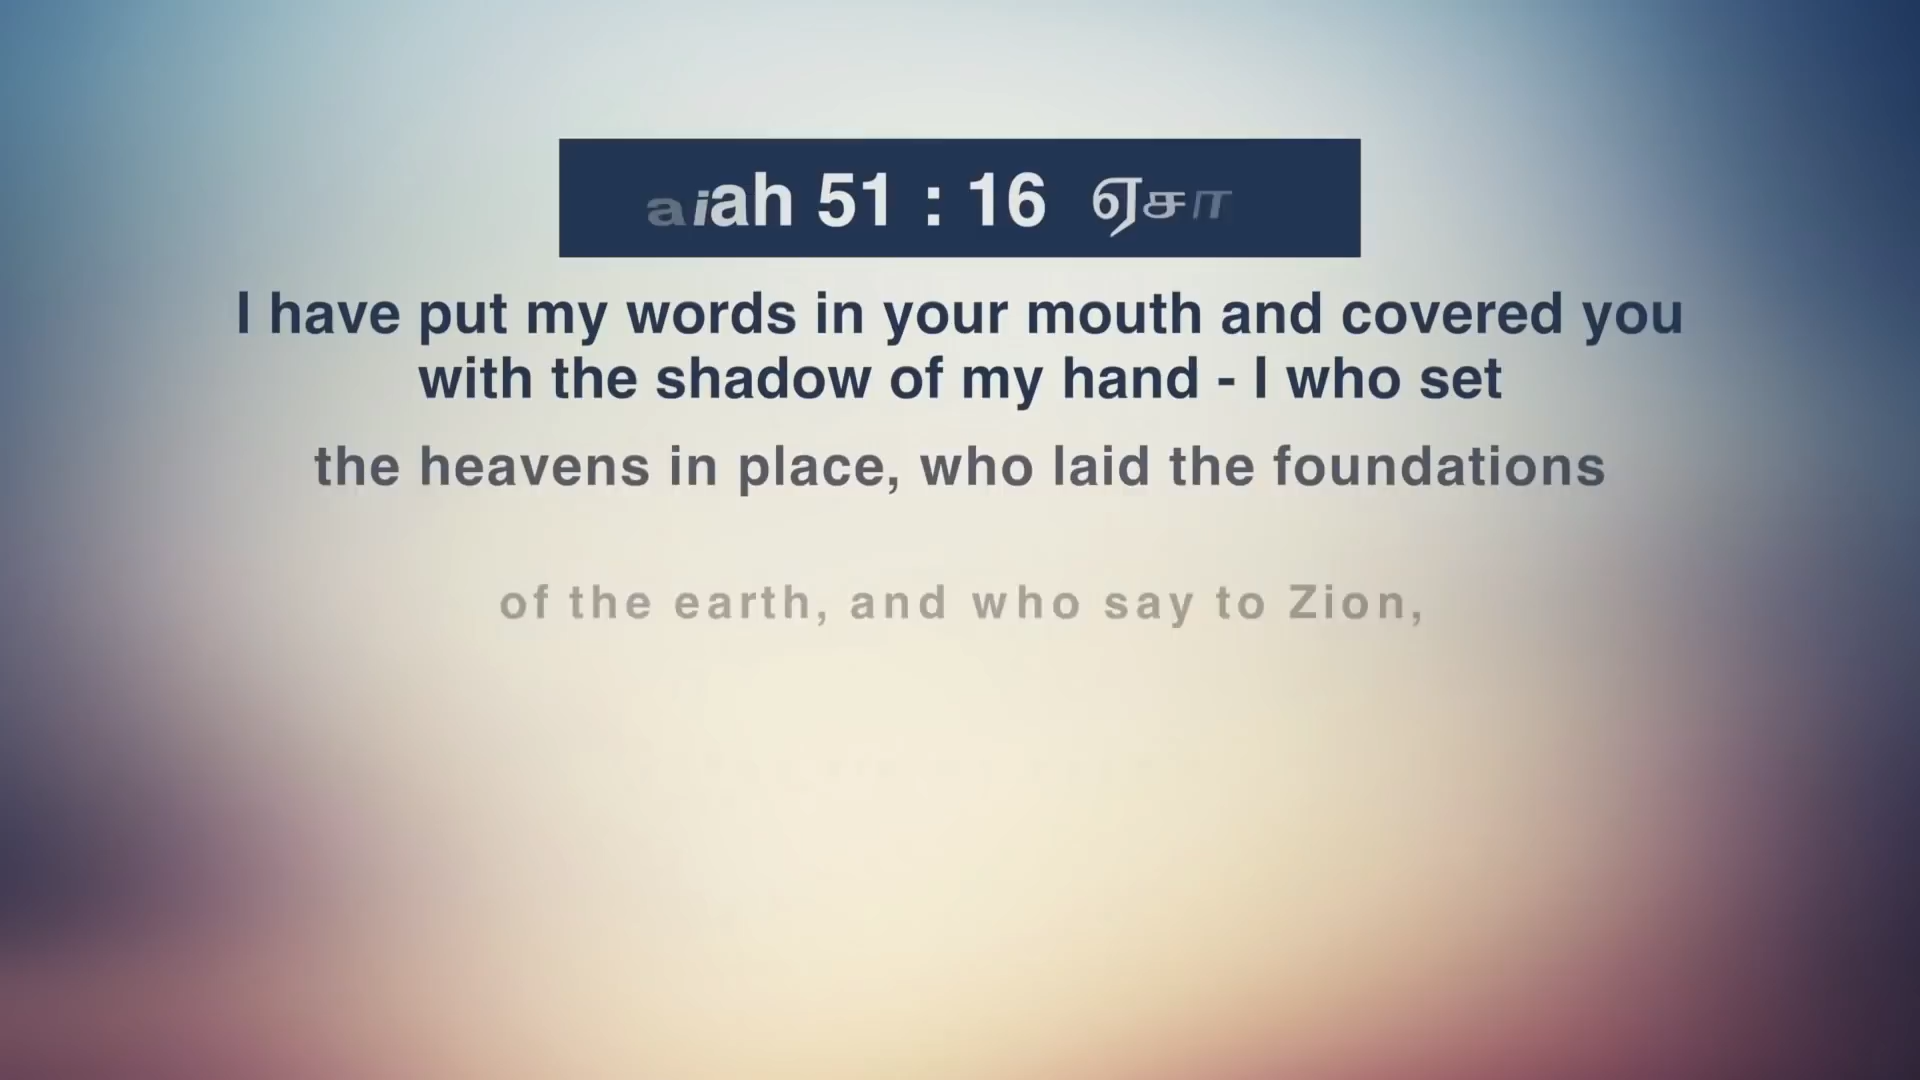 aiah 51 : 16 ஏசா
I have put my words in your mouth and covered you
with the shadow of my hand - I who set
the heavens in place, who laid the foundations
of the earth, and who say to Zion,